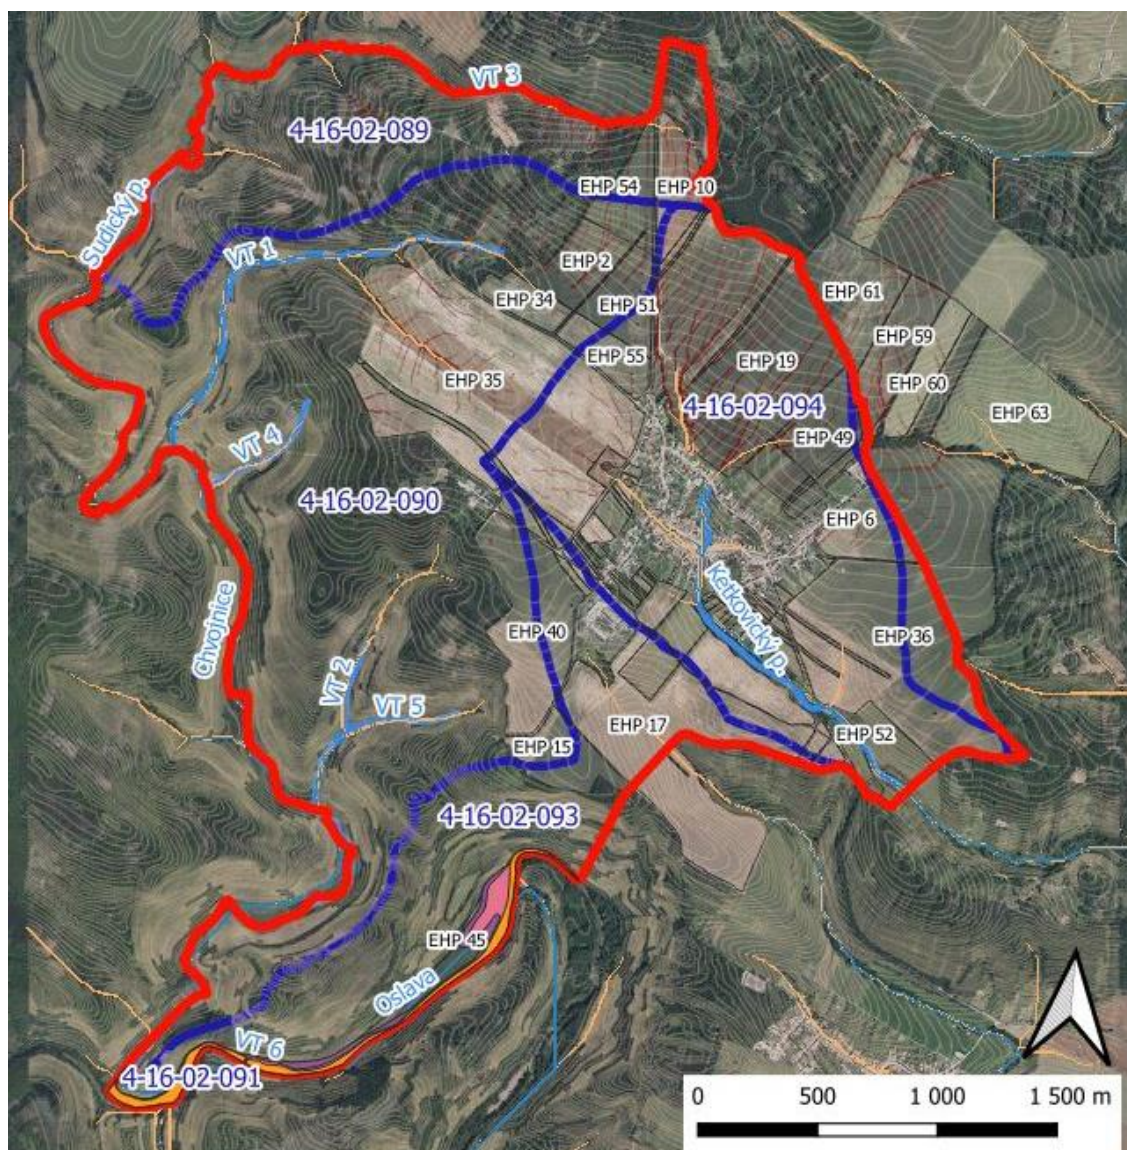 VT 3
4-16-02-089
EHP 54
EHP 10
Sudický p.
VT 1
EHP 2
EHP 61
EHP 34
EHP 51
EHP 59
EHP 55
EHP 19
EHP 35
EHP 60
4-16-02-094
EHP 63
VT 4
EHP 49
4-16-02-090
EHP 6
Ketkovický p.
Chvojnice
EHP 40
EHP 36
VT 2
VT 5
EHP 17
EHP 15
EHP 52
4-16-02-093
EHP 45
Oslava
VT 6
4-16-02-091
0 500 1 000 1 500 m